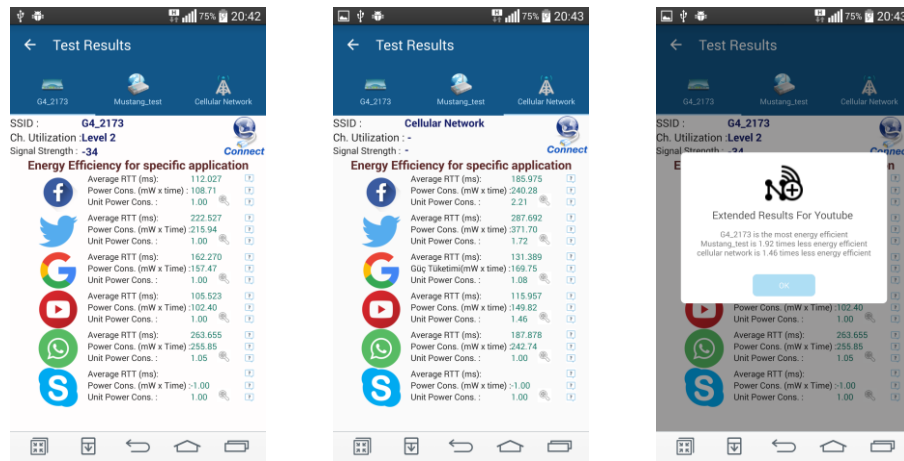 75% 20:42
Test Results
G4_2173 Mustang_test Cellular Network
SSID : G4_2173
Ch. Utilization :Level 2
Signal Strength : -34 Connect
Energy Efficiency for specific application
Average RTT (ms): 112.027
Power Cons. (mW x time) : 108.71
Unit Power Cons. : 1.00
Average RTT (ms): 222.527
Power Cons. (mW x Time) :215.94
Unit Power Cons. : 1.00
Average RTT (ms): 162.270
Power Cons. (mW x Time) :157.47
Unit Power Cons. : 1.00
Average RTT (ms): 105.523
Power Cons. (mW x Time) :102.40
Unit Power Cons. : 1.00
Average RTT (ms): 263.655
Power Cons. (mW x Time) :255.85
Unit Power Cons. : 1.05
Average RTT (ms):
Power Cons. (mW x Time) :-1.00
Unit Power Cons. : 1.00
H 75% 20:43
Test Results
G4_2173 Mustang_test Cellular Network
SSID : Cellular Network
Ch. Utilization : -
Signal Strength : - Connect
Energy Efficiency for specific application
Average RTT (ms): 185.975
Power Cons. (mW x time) :240.28
Unit Power Cons. : 2.21
Average RTT (ms): 287.692
Power Cons. (mW x time) :371.70
Unit Power Cons. : 1.72
Average RTT (ms): 131.389
Güç Tüketimi(mW x time) :169.75
Unit Power Cons. : 1.08
Average RTT (ms): 115.957
Power Cons. (mW x time) :149.82
Unit Power Cons. : 1.46
Average RTT (ms): 187.878
Power Cons. (mW x time) :242.74
Unit Power Cons. : 1.00
Average RTT (ms):
Power Cons. (mW x time) :-1.00
Unit Power Cons. : 1.00
H 75% 20:43
Test Results
G4_2173 Mustang_test Cellular Network
SSID : G4_2173
Ch. Utilization :Level 2
Signal Strength : -34 Connect
E n
Extended Results For Youtube
G4_2173 is the most energy efficient
Mustang_test is 1.92 times less energy efficient
cellular network is 1.46 times less energy efficient
OK
Power Cons. (mW x Time) :102.40
Unit Power Cons. : 1.00
Average RTT (ms): 263.655
Power Cons. (mW x Time) :255.85
Unit Power Cons. : 1.05
Average RTT (ms):
Power Cons. (mW x Time) :-1.00
Unit Power Cons. : 1.00